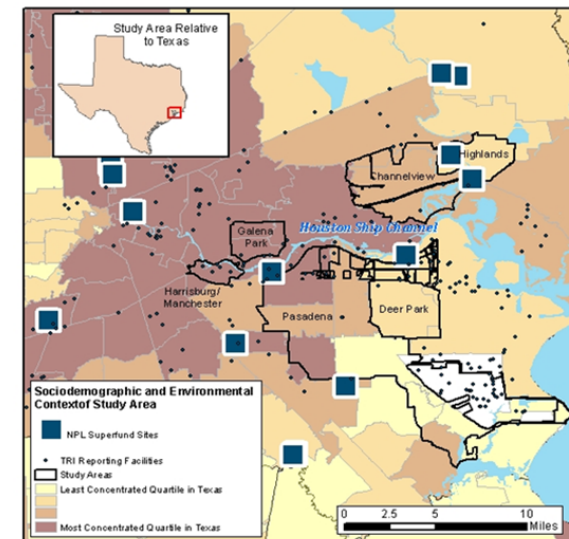 Study Area Relative
to Texas
Highlands
Channelview
Houston Ship Channel
Galena
Park
Harrisburg/
Manchester
Pasadena
Deer Park
Sociodemographic and Environmental
Contextof Study Area
NPL Superfund Sites
TRI Reporting Facilities
Study Areas
Least Concentrated Quartile in Texas
Most Concentrated Quartile in Texas
0 2.5 5 10
Miles